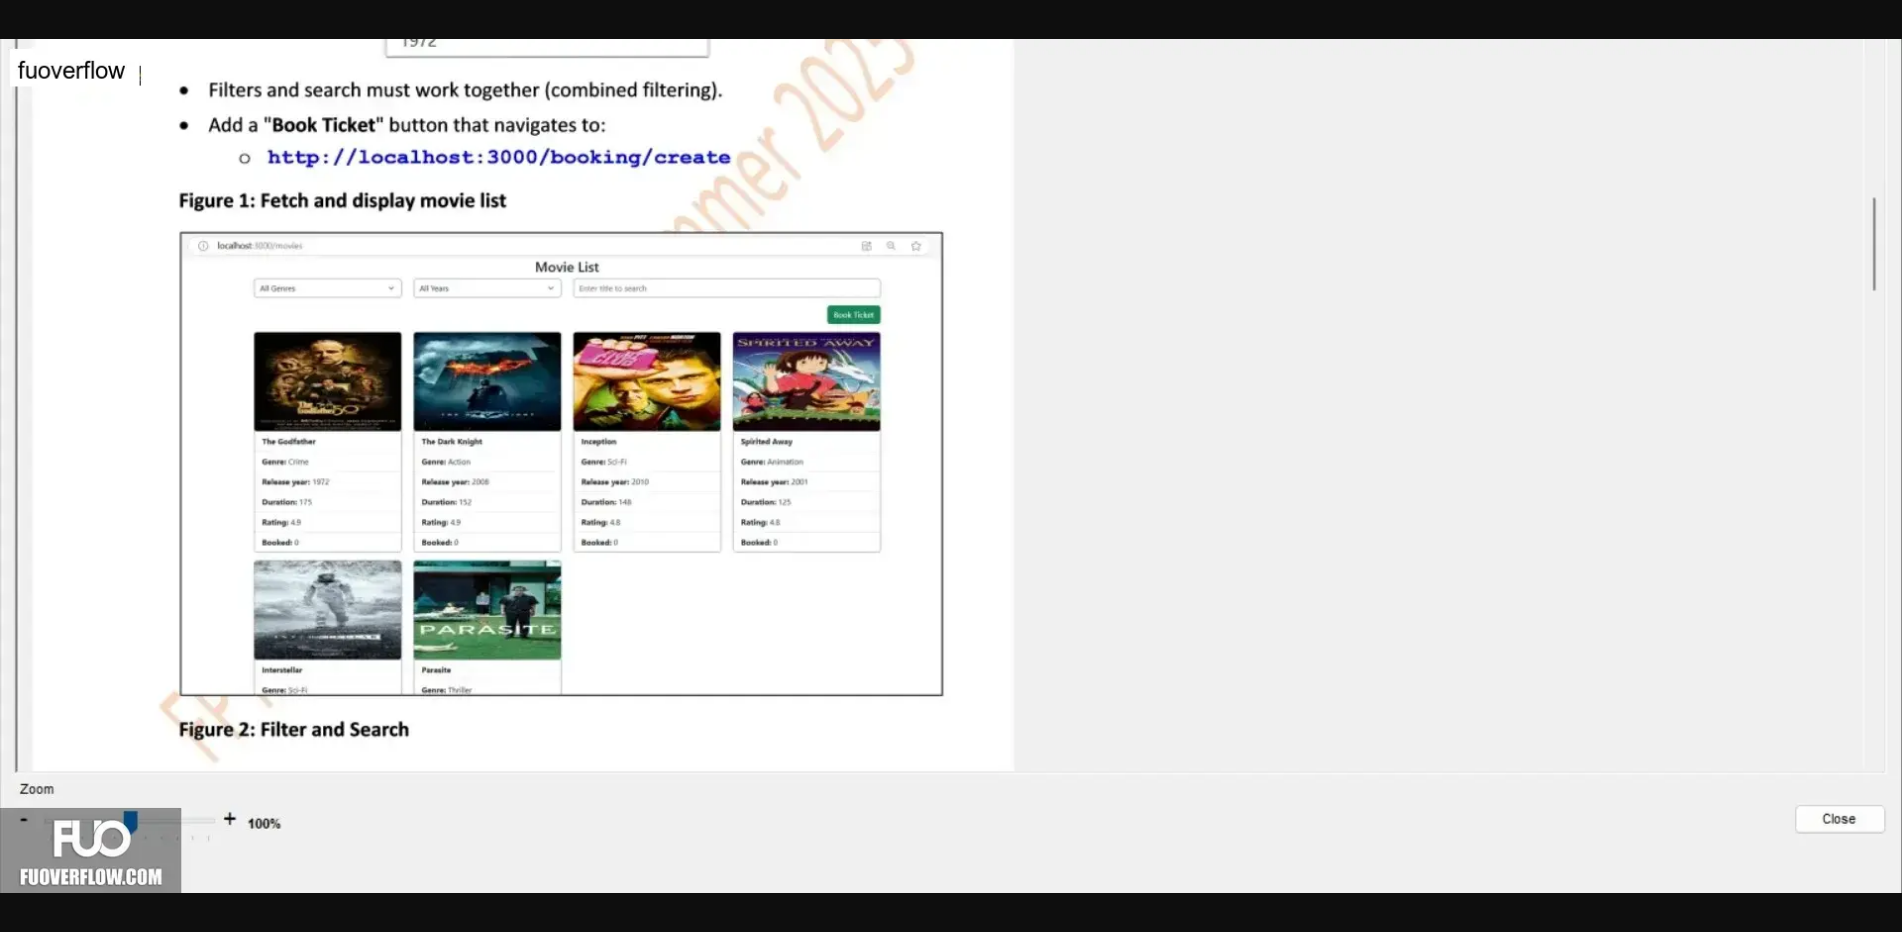 1972
fuoverflow
• Filters and search must work together (combined filtering).
• Add a "Book Ticket" button that navigates to:
o http://localhost:3000/booking/create
Figure 1: Fetch and display movie list
localhost:3000/movies
Movie List
All Genres
All Years
Enter title to search
Book Ticket
SPIRITED AWAY
The Godfather
The Dark Knight
Inception
Spirited Away
Genre: Crime
Genre: Action
Genre: Sci-Fi
Genre: Animation
Release year: 1972
Release year: 2008
Release year: 2010
Release year: 2001
Duration: 175
Duration: 152
Duration: 148
Duration: 125
Rating: 4.9
Rating: 4.9
Rating: 4.8
Rating: 4.8
Booked: 0
Booked: 0
Booked: 0
Booked: 0
PARASITE
Interstellar
Parasite
Genre: Sci-Fi
Genre: Thriller
Figure 2: Filter and Search
Zoom
- + 100%
Close
FUO
FUOVERFLOW.COM